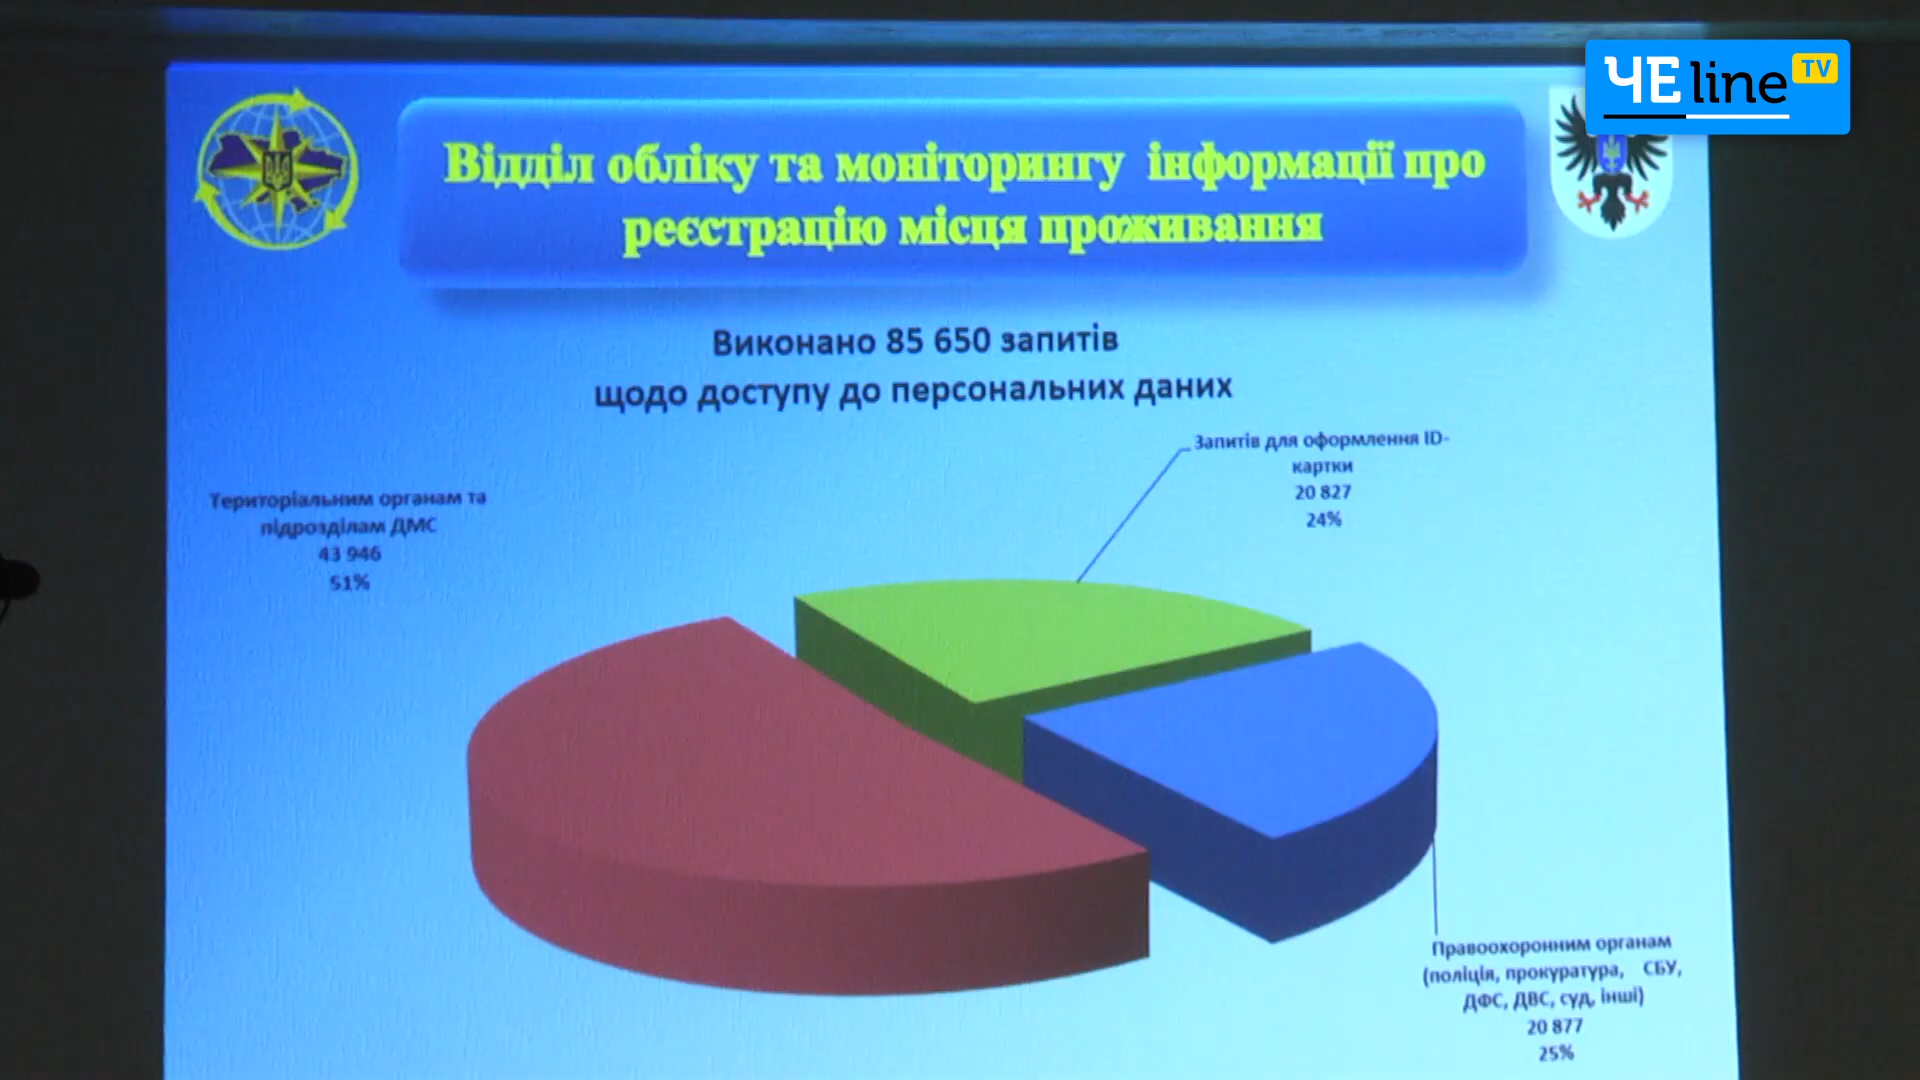 ЧЕ line TV
Відділ обліку та моніторингу інформації про
реєстрацію місця проживання
Виконано 85 650 запитів
щодо доступу до персональних даних
Запитів для оформлення ID-
картки
20 827
24%
Територіальним органам та
підрозділам ДМС
43 946
51%
Правоохоронним органам
(поліція, прокуратура, СБУ,
ДФС, ДВС, суд, інші)
20 877
25%